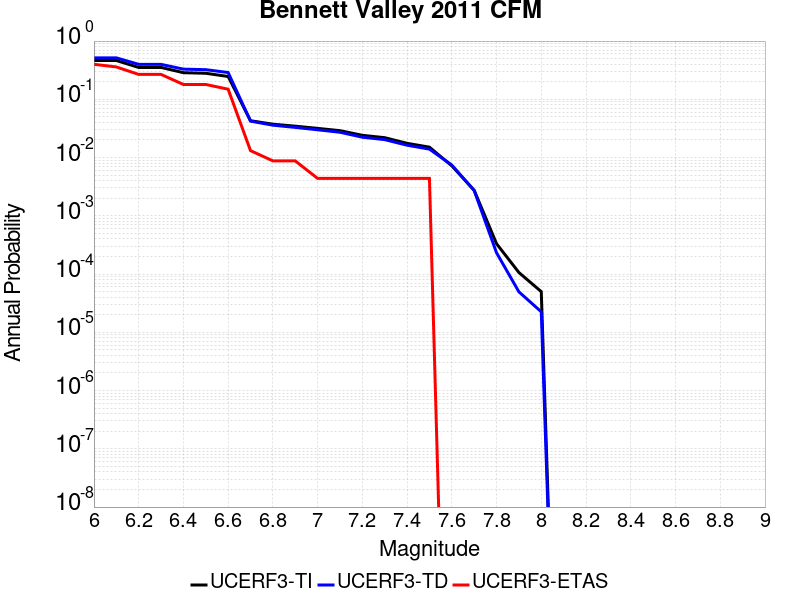 Bennett Valley 2011 CFM
Annual Probability
10^0
10^-1
10^-2
10^-3
10^-4
10^-5
10^-6
10^-7
10^-8
6 6.2 6.4 6.6 6.8 7 7.2 7.4 7.6 7.8 8 8.2 8.4 8.6 8.8 9
Magnitude
UCERF3-TI UCERF3-TD UCERF3-ETAS